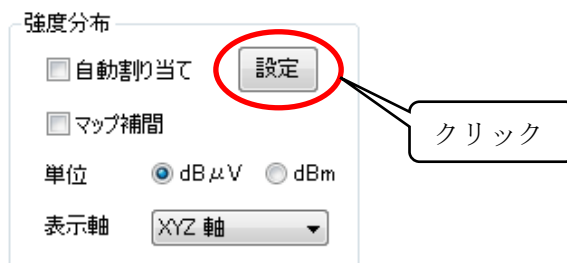 強度分布
自動割り当て 設定
マップ補間
クリック
単位 dBμV dBm
表示軸 XYZ 軸